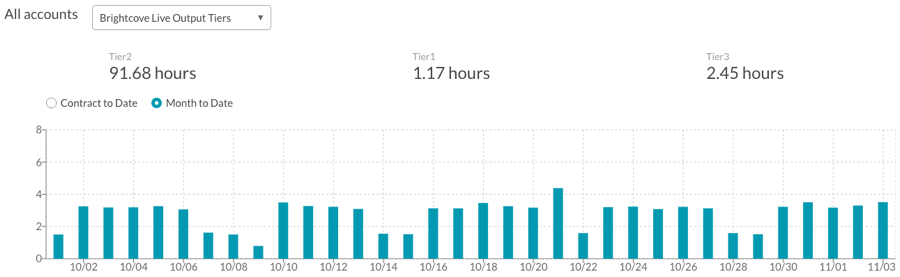 All accounts
Brightcove Live Output Tiers
Tier2 Tier1 Tier3
91.68 hours 1.17 hours 2.45 hours
Contract to Date Month to Date
8
6
4
2
0
10/02 10/04 10/06 10/08 10/10 10/12 10/14 10/16 10/18 10/20 10/22 10/24 10/26 10/28 10/30 11/01 11/03